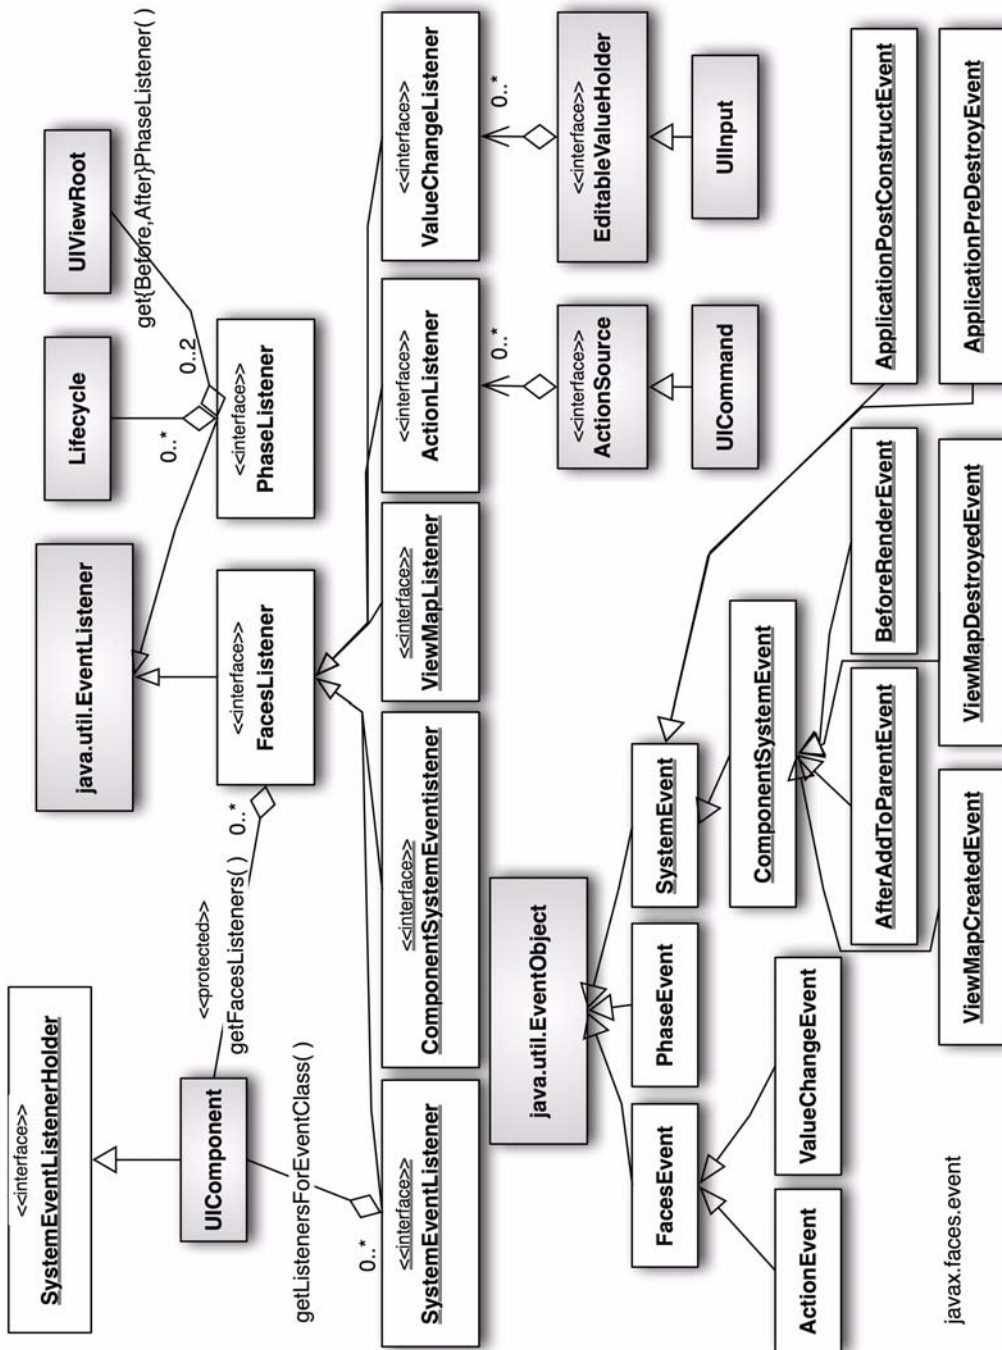 <<interface>>
SystemEventListenerHolder
UIComponent
<<protected>>
getFacesListeners( )
0..*
getListenersForEventClass( )
0..*
java.util.EventListener
Lifecycle
0..*
UIViewRoot
get{Before,After}PhaseListener( )
0..2
<<interface>>
FacesListener
<<interface>>
PhaseListener
<<interface>>
SystemEventListener
<<interface>>
ComponentSystemEventistener
<<interface>>
ViewMapListener
<<interface>>
ActionListener
<<interface>>
ValueChangeListener
0..*
0..*
<<interface>>
ActionSource
<<interface>>
EditableValueHolder
UICommand
UIInput
java.util.EventObject
FacesEvent
PhaseEvent
SystemEvent
ComponentSystemEvent
ActionEvent
ValueChangeEvent
AfterAddToParentEvent
BeforeRenderEvent
ApplicationPostConstructEvent
ViewMapCreatedEvent
ViewMapDestroyedEvent
ApplicationPreDestroyEvent
javax.faces.event